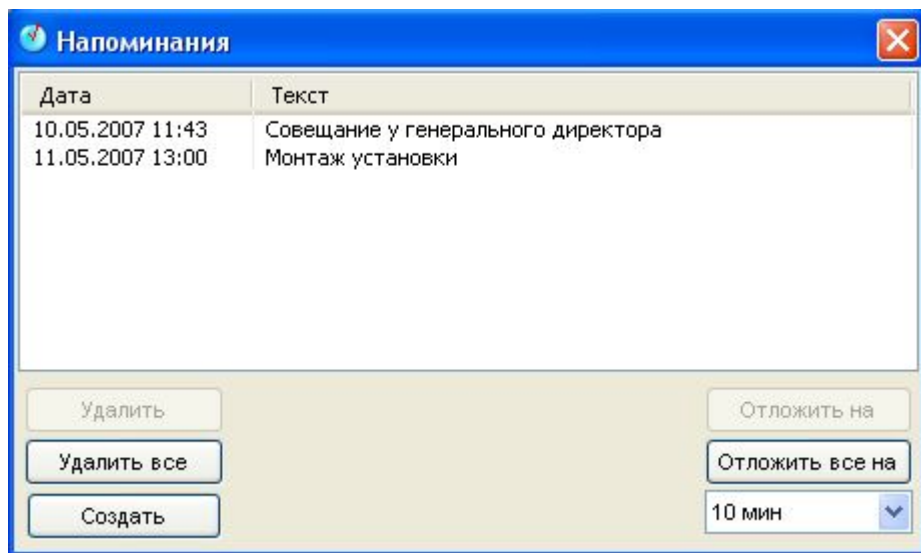 Напоминания
Дата Текст
10.05.2007 11:43 Совещание у генерального директора
11.05.2007 13:00 Монтаж установки
Удалить Отложить на
Удалить все Отложить все на
Создать 10 мин